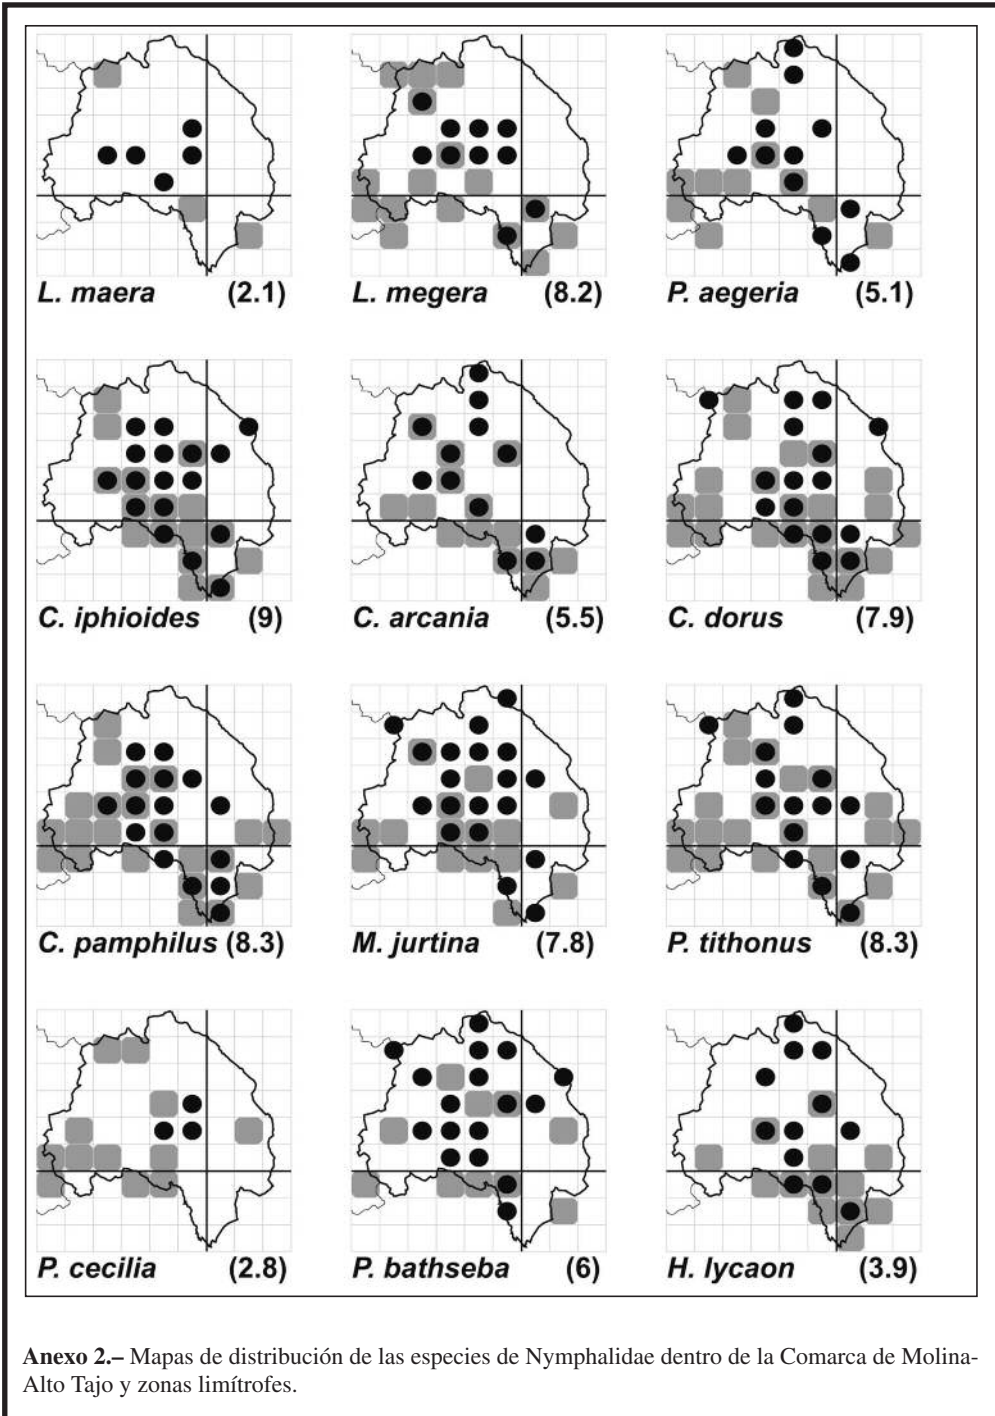 L. maera (2.1) L. megera (8.2) P. aegeria (5.1)
C. iphioides (9) C. arcania (5.5) C. dorus (7.9)
C. pamphilus (8.3) M. jurtina (7.8) P. tithonus (8.3)
P. cecilia (2.8) P. bathseba (6) H. lycaon (3.9)
Anexo 2.– Mapas de distribución de las especies de Nymphalidae dentro de la Comarca de Molina-
Alto Tajo y zonas limítrofes.